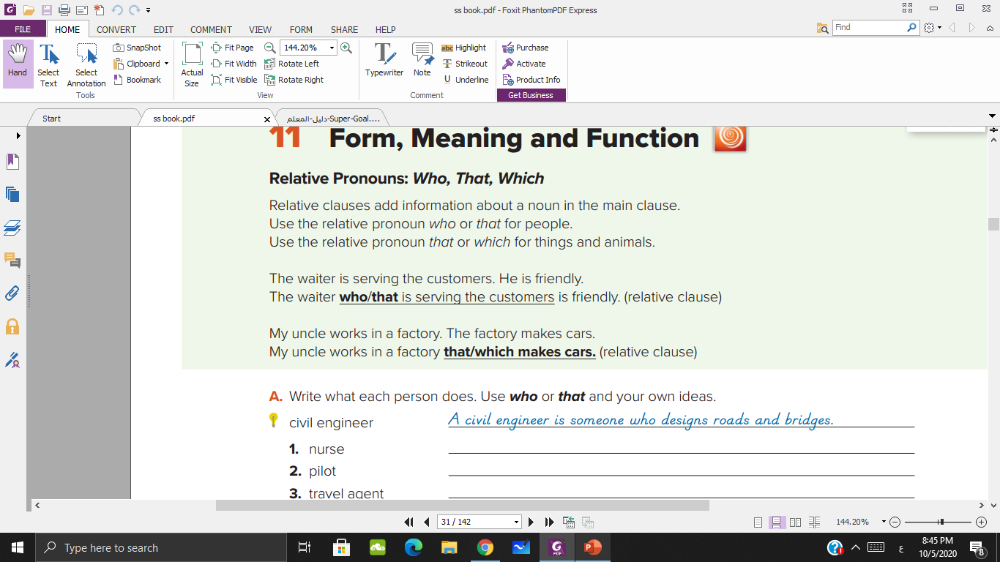 ss book.pdf - Foxit PhantomPDF Express
FILE HOME CONVERT EDIT COMMENT VIEW FORM SHARE HELP
Find
Hand
Select Text
Select Annotation
SnapShot
Clipboard
Bookmark
Tools
Actual Size
Fit Page
Fit Width
Fit Visible
144.20%
Rotate Left
Rotate Right
View
Typewriter
Note
Highlight
Strikeout
Underline
Comment
Purchase
Activate
Product Info
Get Business
Start
ss book.pdf
دليل-المعلم-Super-Goal....
11 Form, Meaning and Function
Relative Pronouns: Who, That, Which
Relative clauses add information about a noun in the main clause.
Use the relative pronoun who or that for people.
Use the relative pronoun that or which for things and animals.
The waiter is serving the customers. He is friendly.
The waiter who/that is serving the customers is friendly. (relative clause)
My uncle works in a factory. The factory makes cars.
My uncle works in a factory that/which makes cars. (relative clause)
A. Write what each person does. Use who or that and your own ideas.
civil engineer A civil engineer is someone who designs roads and bridges.
1. nurse
2. pilot
3. travel agent
31 / 142
144.20%
Type here to search
ع
8:45 PM
10/5/2020
8